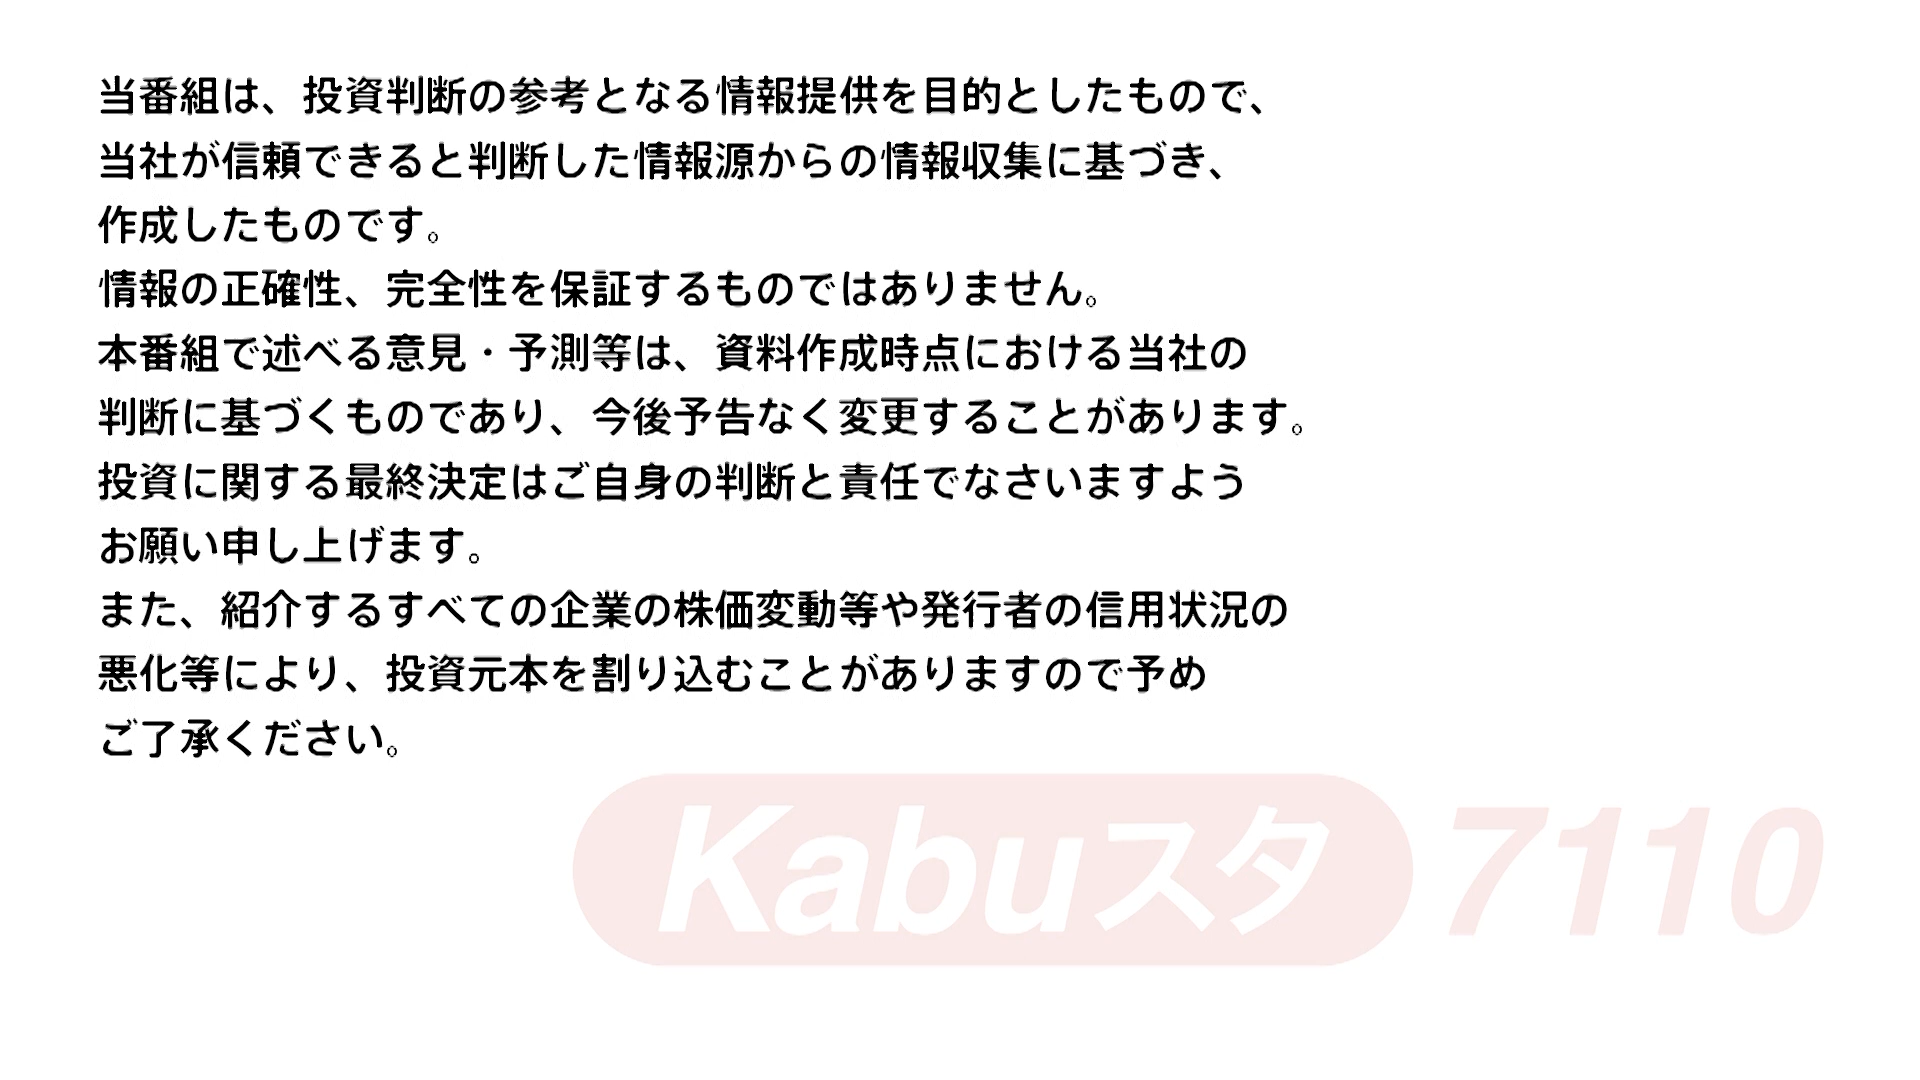 当番組は、投資判断の参考となる情報提供を目的としたもので、
当社が信頼できると判断した情報源からの情報収集に基づき、
作成したものです。
情報の正確性、完全性を保証するものではありません。
本番組で述べる意見・予測等は、資料作成時点における当社の
判断に基づくものであり、今後予告なく変更することがあります。
投資に関する最終決定はご自身の判断と責任でなさいますよう
お願い申し上げます。
また、紹介するすべての企業の株価変動等や発行者の信用状況の
悪化等により、投資元本を割り込むことがありますので予め
ご了承ください。
Kabuスタ 7110